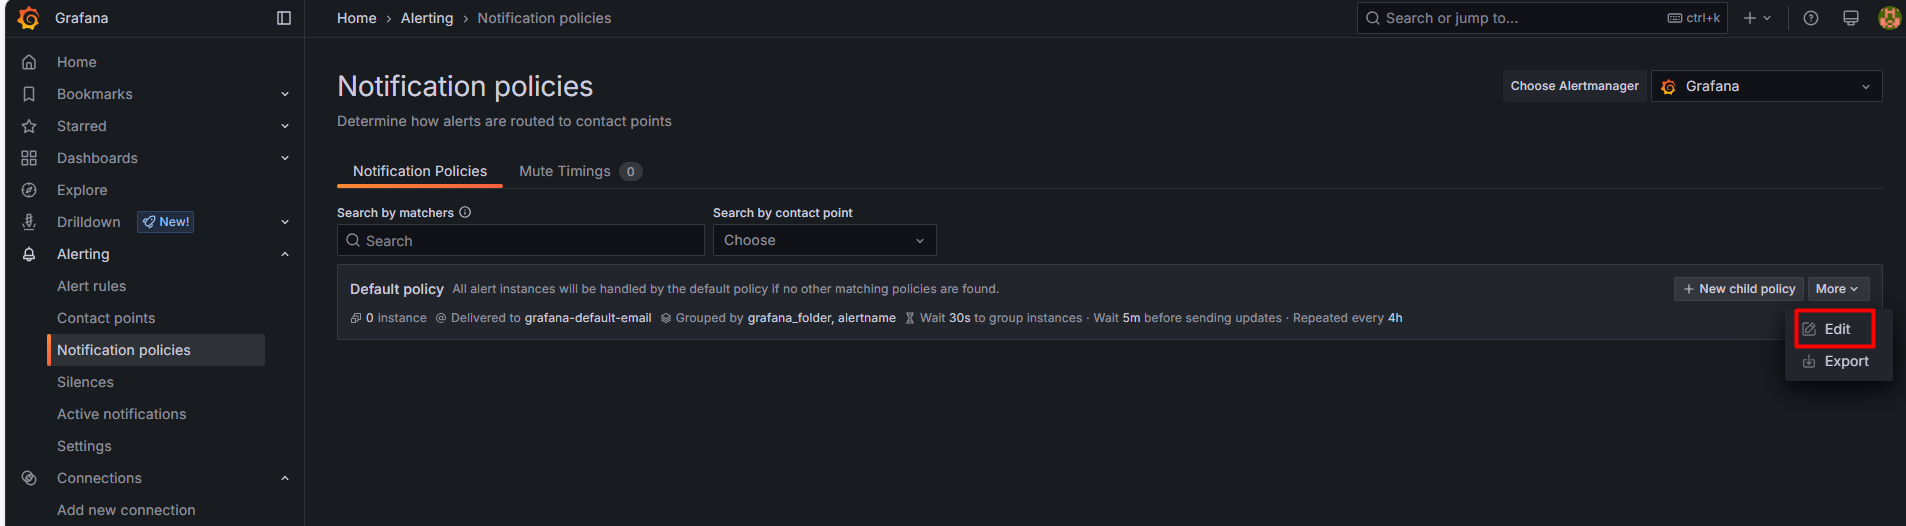 Grafana
Home › Alerting › Notification policies
Search or jump to...
ctrl+k
Home
Bookmarks
Starred
Dashboards
Explore
Drilldown
New!
Alerting
Alert rules
Contact points
Notification policies
Silences
Active notifications
Settings
Connections
Add new connection
Notification policies
Determine how alerts are routed to contact points
Choose Alertmanager
Grafana
Notification Policies
Mute Timings 0
Search by matchers
Search by contact point
Search
Choose
Default policy All alert instances will be handled by the default policy if no other matching policies are found.
+ New child policy
More
0 instance @ Delivered to grafana-default-email Grouped by grafana_folder, alertname Wait 30s to group instances · Wait 5m before sending updates · Repeated every 4h
Edit
Export